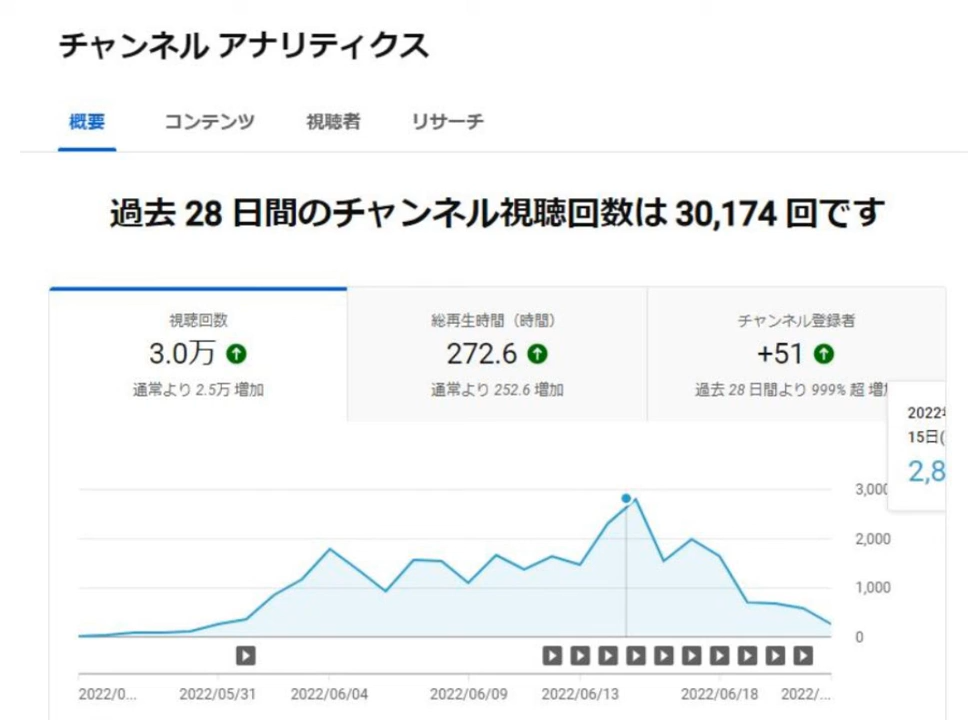 チャンネル アナリティクス
概要 コンテンツ 視聴者 リサーチ
過去 28 日間のチャンネル視聴回数は 30,174 回です
視聴回数
3.0万
通常より 2.5万 増加
総再生時間（時間）
272.6
通常より 252.6 増加
チャンネル登録者
+51
過去 28 日間より 999% 超 増
2022
15日(
2,8
3,000
2,000
1,000
0
2022/0... 2022/05/31 2022/06/04 2022/06/09 2022/06/13 2022/06/18 2022/...